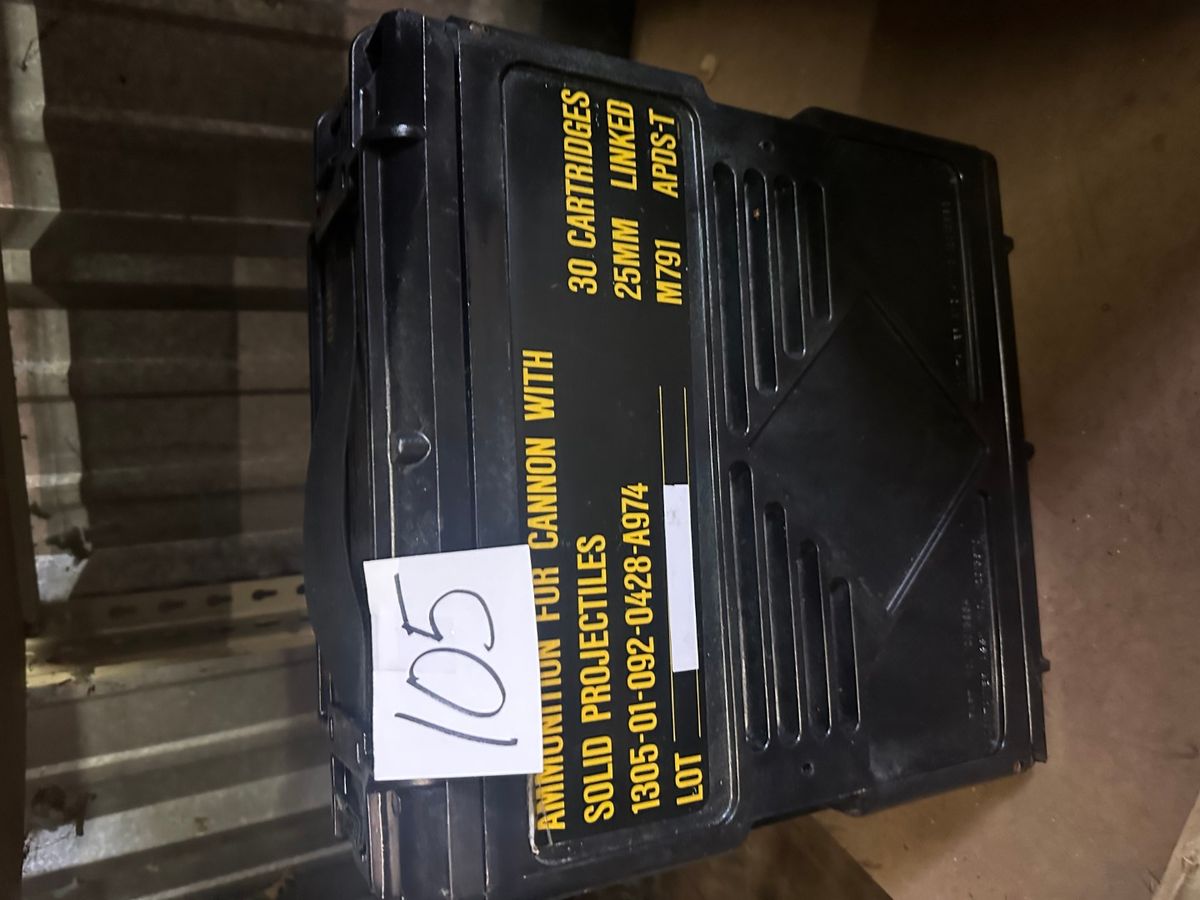 105
AMMUNITION FOR CANNON WITH
SOLID PROJECTILES
1305-01-092-0428-A974
LOT
30 CARTRIDGES
25MM LINKED
M791 APDS-T